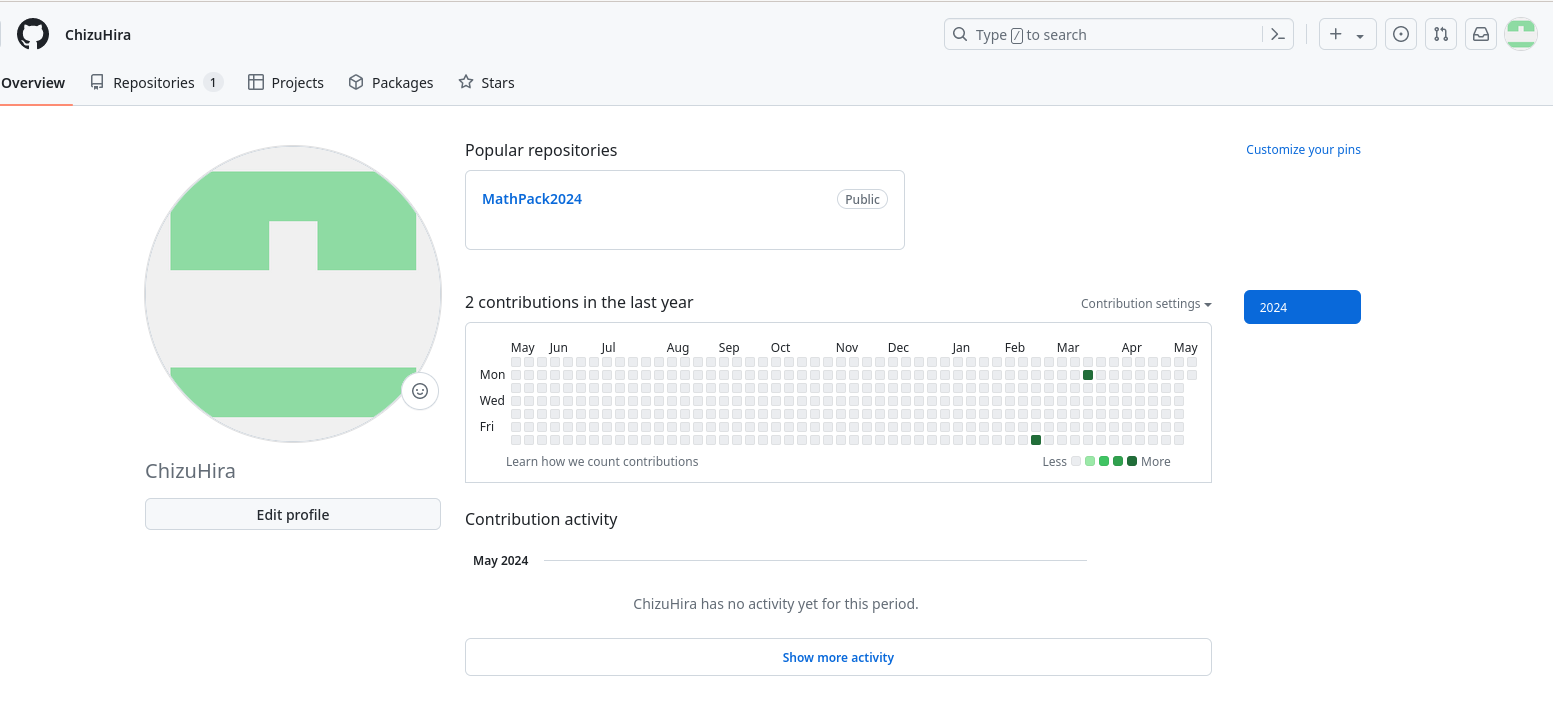 ChizuHira
Type / to search
Overview Repositories 1 Projects Packages Stars
Popular repositories
Customize your pins
MathPack2024 Public
2 contributions in the last year
Contribution settings
2024
May Jun Jul Aug Sep Oct Nov Dec Jan Feb Mar Apr May
Mon
Wed
Fri
Learn how we count contributions
Less More
ChizuHira
Edit profile
Contribution activity
May 2024
ChizuHira has no activity yet for this period.
Show more activity